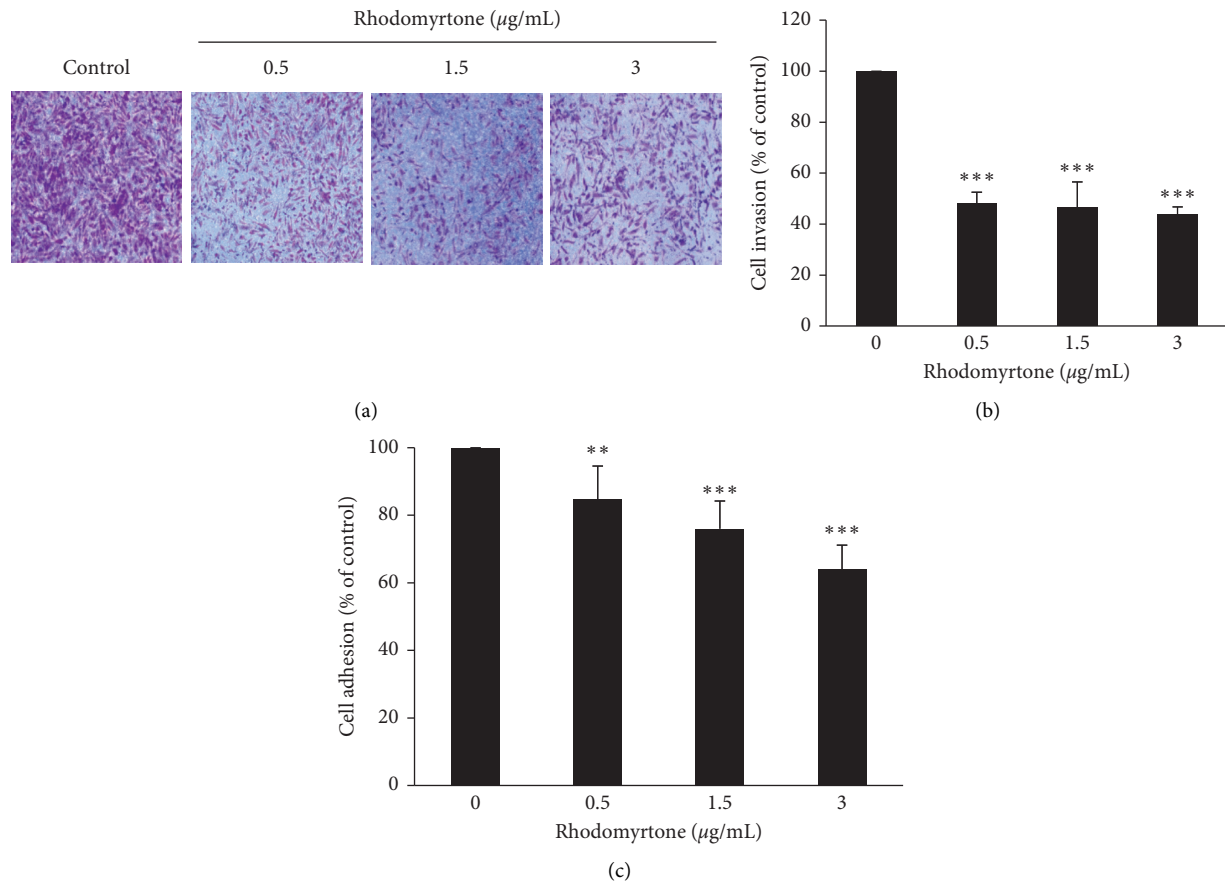 Rhodomyrtone (μg/mL)
Control 0.5 1.5 3
(a)
120
100
80
60
40
20
0
Cell invasion (% of control)
*** *** ***
0 0.5 1.5 3
Rhodomyrtone (μg/mL)
(b)
100
80
60
40
20
0
Cell adhesion (% of control)
** *** ***
0 0.5 1.5 3
Rhodomyrtone (μg/mL)
(c)